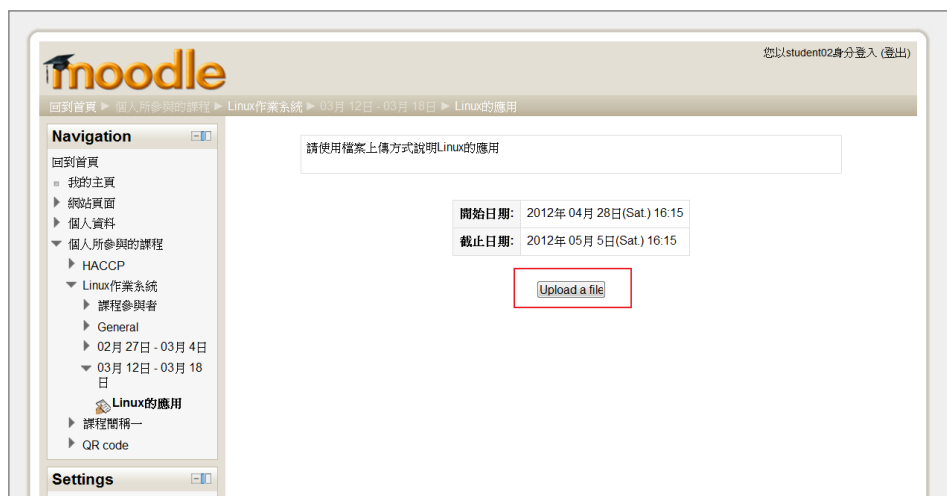 moodle
您以student02身分登入 (登出)
回到首頁 ► 個人所參與的課程 ► Linux作業系統 ► 03月 12日 - 03月 18日 ► Linux的應用
Navigation
回到首頁
我的主頁
網站頁面
個人資料
個人所參與的課程
HACCP
Linux作業系統
課程參與者
General
02月 27日 - 03月 4日
03月 12日 - 03月 18
日
Linux的應用
課程簡稱一
QR code
Settings
請使用檔案上傳方式說明Linux的應用
開始日期: 2012年 04月 28日(Sat.) 16:15
截止日期: 2012年 05月 5日(Sat.) 16:15
Upload a file